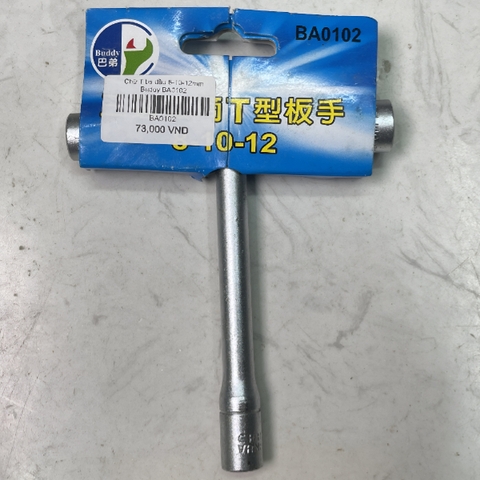 Buddy
巴弟
BA0102
Chữ T ba đầu 8-10-12mm
Buddy BA0102
BA0102
73,000 VND
T型板手
-10-12